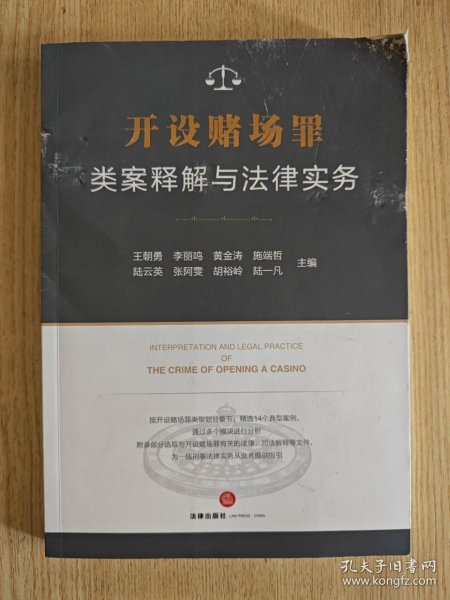 开设赌场罪
类案释解与法律实务
王朝勇 李丽鸣 黄金涛 施端哲
陆云英 张阿雯 胡裕岭 陆一凡 主编
INTERPRETATION AND LEGAL PRACTICE
OF
THE CRIME OF OPENING A CASINO
按开设赌场罪类型划分章节，精选14个典型案例，
通过多个模块进行分析
附录部分选取与开设赌场罪有关的法律、司法解释等文件，
为一线刑事法律实务从业者提供指引
法律出版社 LAW PRESS · CHINA
孔夫子旧书网
www.kongfz.com